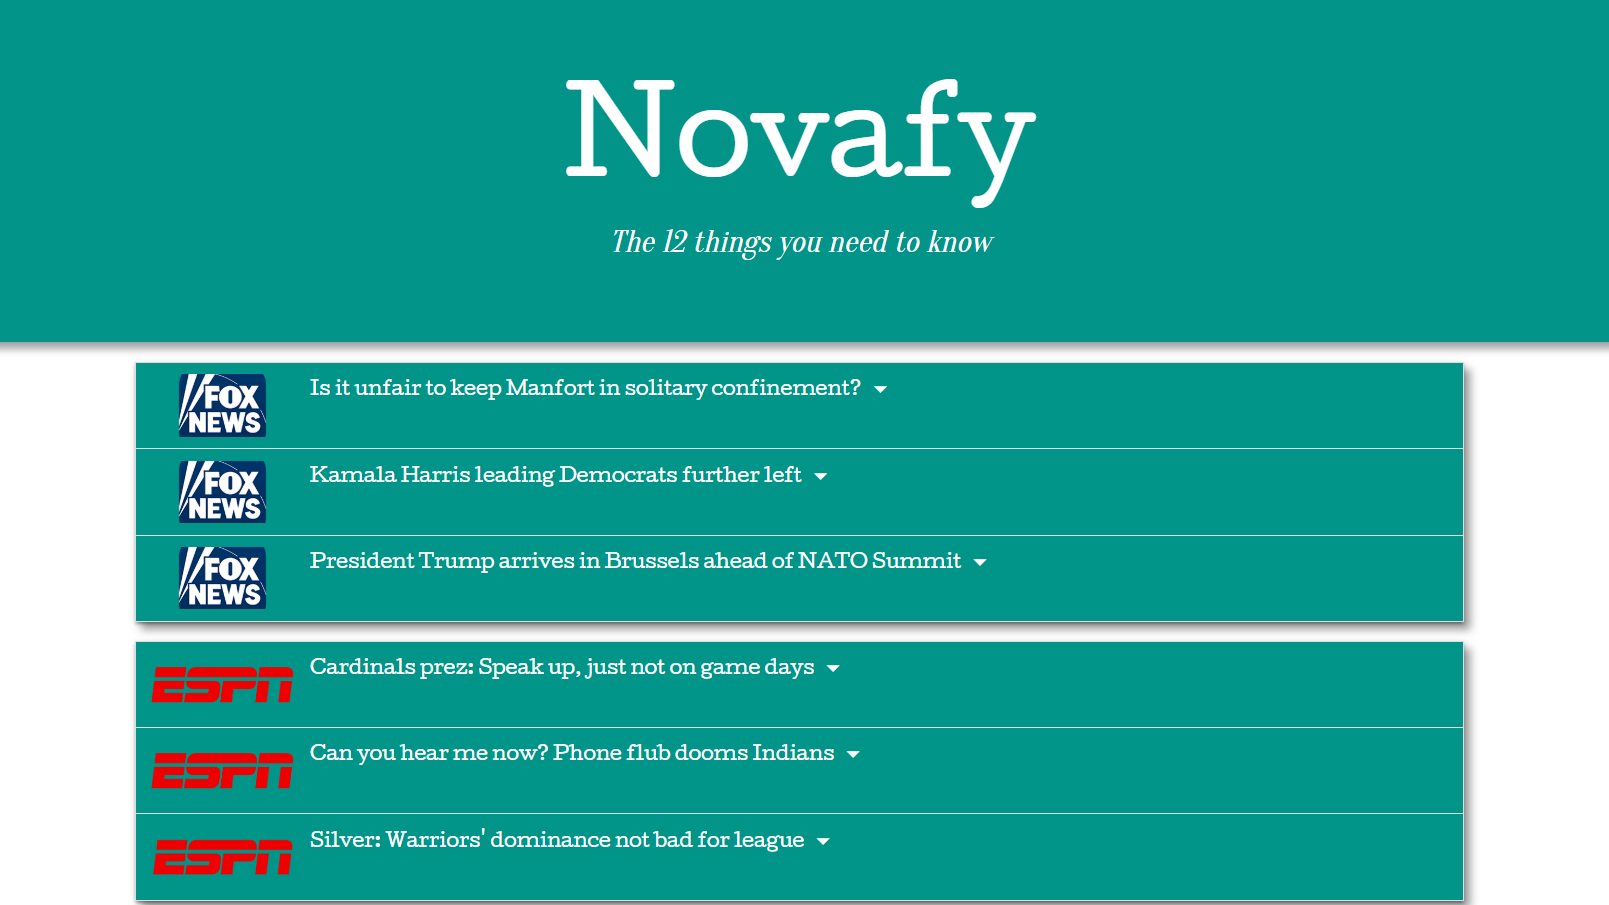 Novafy
The 12 things you need to know
FOX
NEWS
Is it unfair to keep Manfort in solitary confinement?
FOX
NEWS
Kamala Harris leading Democrats further left
FOX
NEWS
President Trump arrives in Brussels ahead of NATO Summit
ESPN
Cardinals prez: Speak up, just not on game days
ESPN
Can you hear me now? Phone flub dooms Indians
ESPN
Silver: Warriors' dominance not bad for league